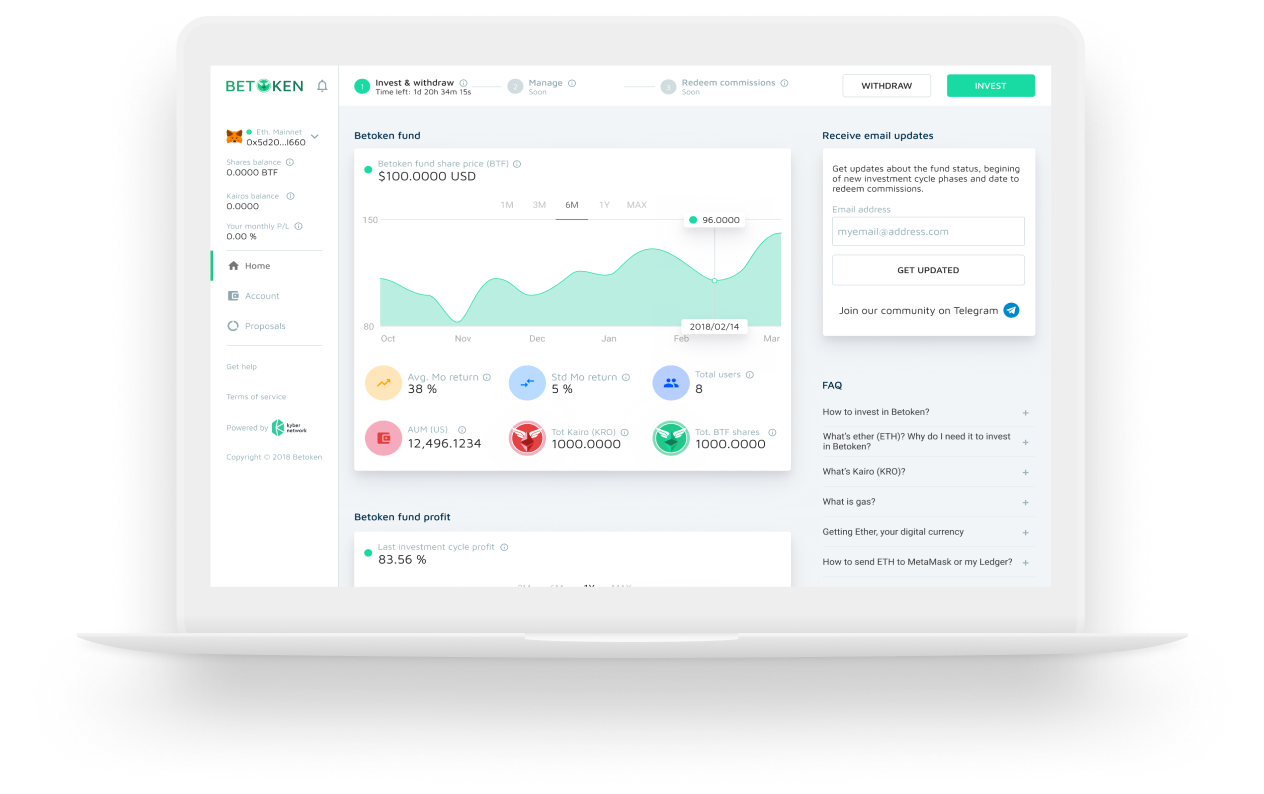 BETOKEN
Eth. Mainnet
0x5d20...l660
Shares balance
0.0000 BTF
Kairos balance
0.0000
Your monthly P/L
0.00 %
Home
Account
Proposals
Get help
Terms of service
Powered by kyber network
Copyright © 2018 Betoken
1 Invest & withdraw
Time left: 1d 20h 34m 15s
2 Manage
Soon
3 Redeem commissions
Soon
WITHDRAW
INVEST
Betoken fund
Betoken fund share price (BTF)
$100.0000 USD
1M 3M 6M 1Y MAX
150
96.0000
80
2018/02/14
Oct Nov Dec Jan Feb Mar
Avg. Mo return
38 %
Std Mo return
5 %
Total users
8
AUM (US)
12,496.1234
Tot Kairo (KRO)
1000.0000
Tot. BTF shares
1000.0000
Betoken fund profit
Last investment cycle profit
83.56 %
Receive email updates
Get updates about the fund status, begining
of new investment cycle phases and date to
redeem commissions.
Email address
myemail@address.com
GET UPDATED
Join our community on Telegram
FAQ
How to invest in Betoken?
What's ether (ETH)? Why do I need it to invest
in Betoken?
What's Kairo (KRO)?
What is gas?
Getting Ether, your digital currency
How to send ETH to MetaMask or my Ledger?